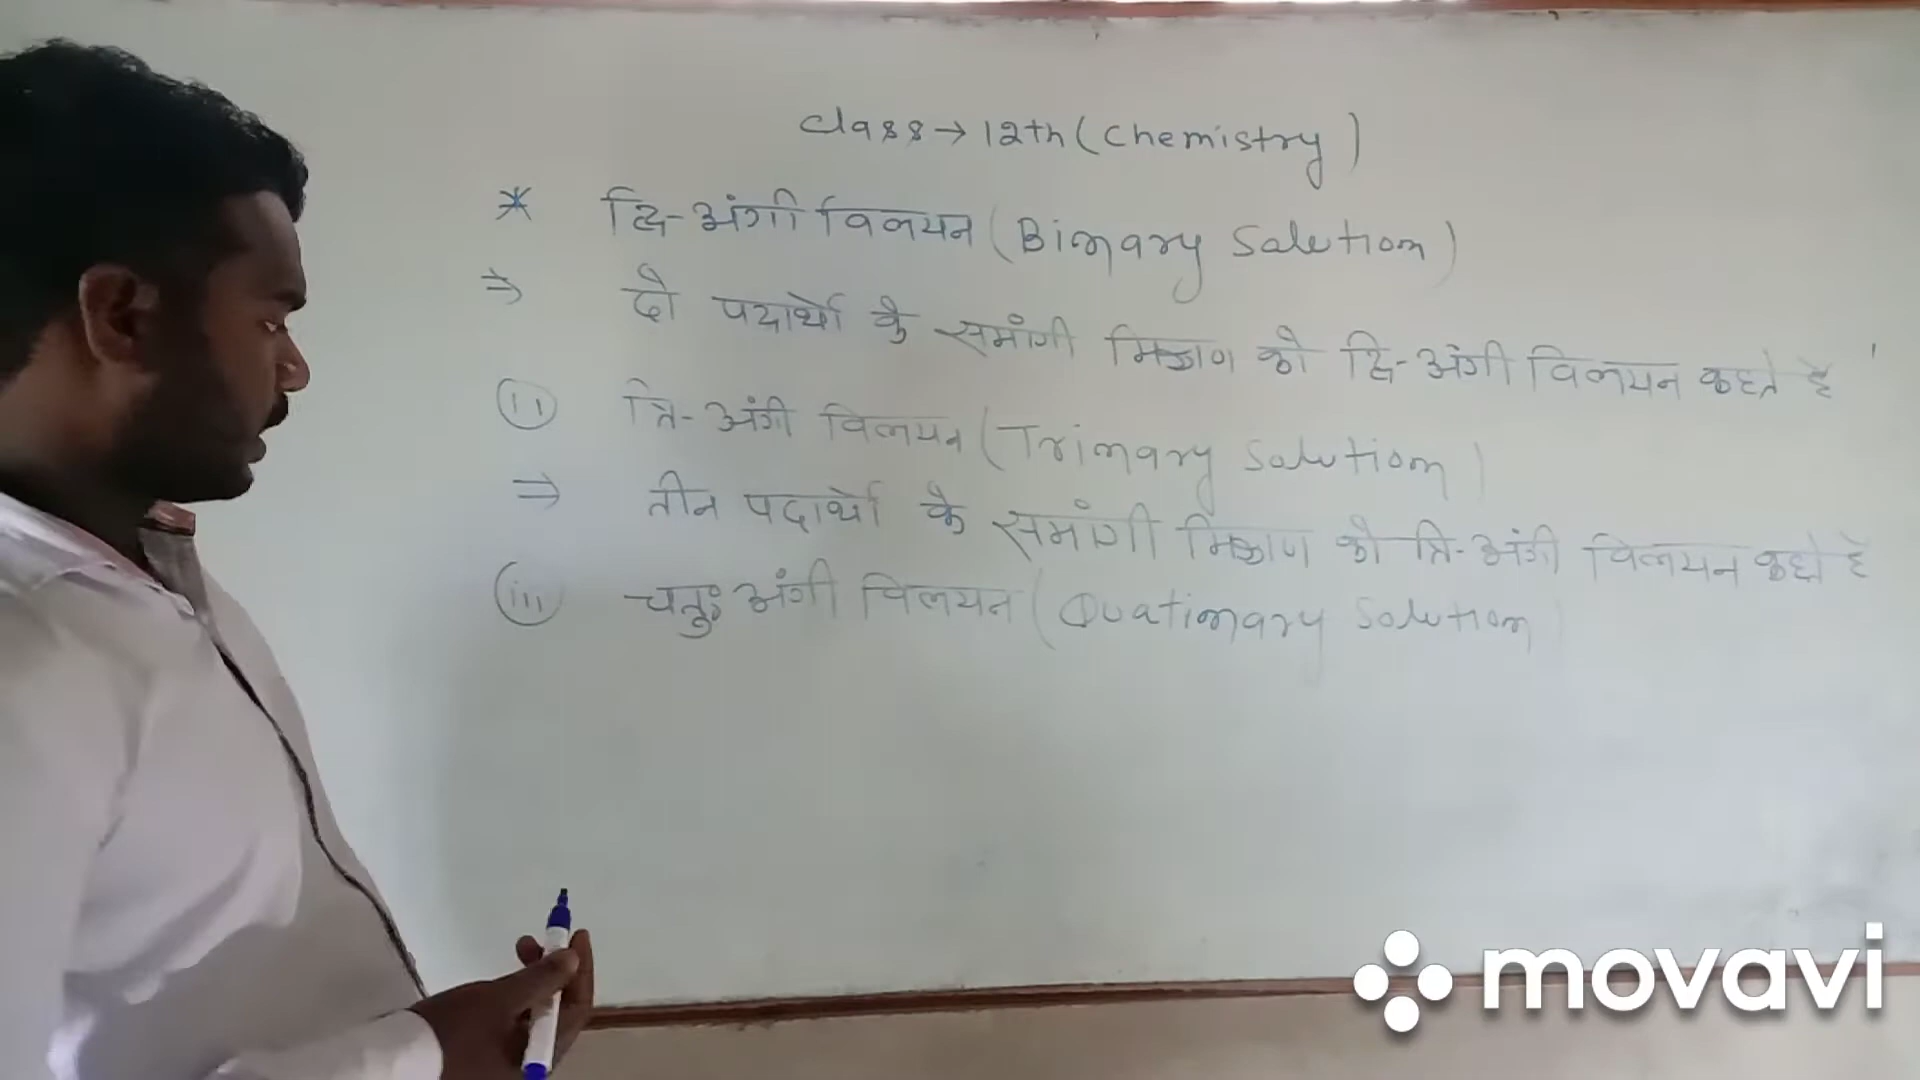 Class → 12th (Chemistry)
* द्वि-अंगी विलयन (Binary Solution)
⇒ दो पदार्थो के समांगी मिश्रण को द्वि-अंगी विलयन कहते है
(ii) त्रि-अंगी विलयन (Trinary Solution)
⇒ तीन पदार्थो के समांगी मिश्रण को त्रि-अंगी विलयन कहते है
(iii) चतुः अंगी विलयन (Quatinary Solution)
movavi